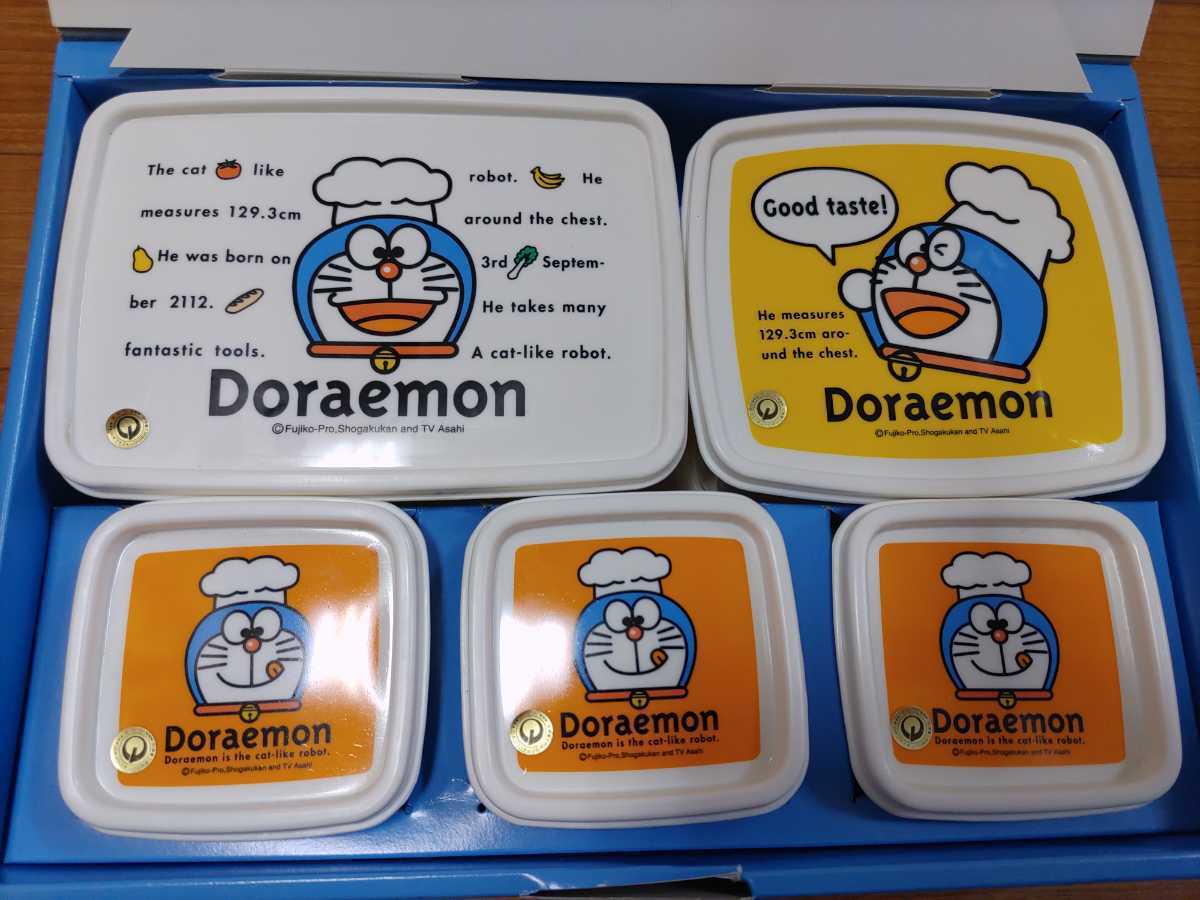 The cat like robot. He
measures 129.3cm around the chest.
He was born on 3rd Septem-
ber 2112. He takes many
fantastic tools. A cat-like robot.
Doraemon
©Fujiko-Pro,Shogakukan and TV Asahi
Good taste!
He measures
129.3cm aro-
und the chest.
Doraemon
©Fujiko-Pro,Shogakukan and TV Asahi
Doraemon
Doraemon is the cat-like robot.
©Fujiko-Pro,Shogakukan and TV Asahi
Doraemon
Doraemon is the cat-like robot.
©Fujiko-Pro,Shogakukan and TV Asahi
Doraemon
Doraemon is the cat-like robot.
©Fujiko-Pro,Shogakukan and TV Asahi